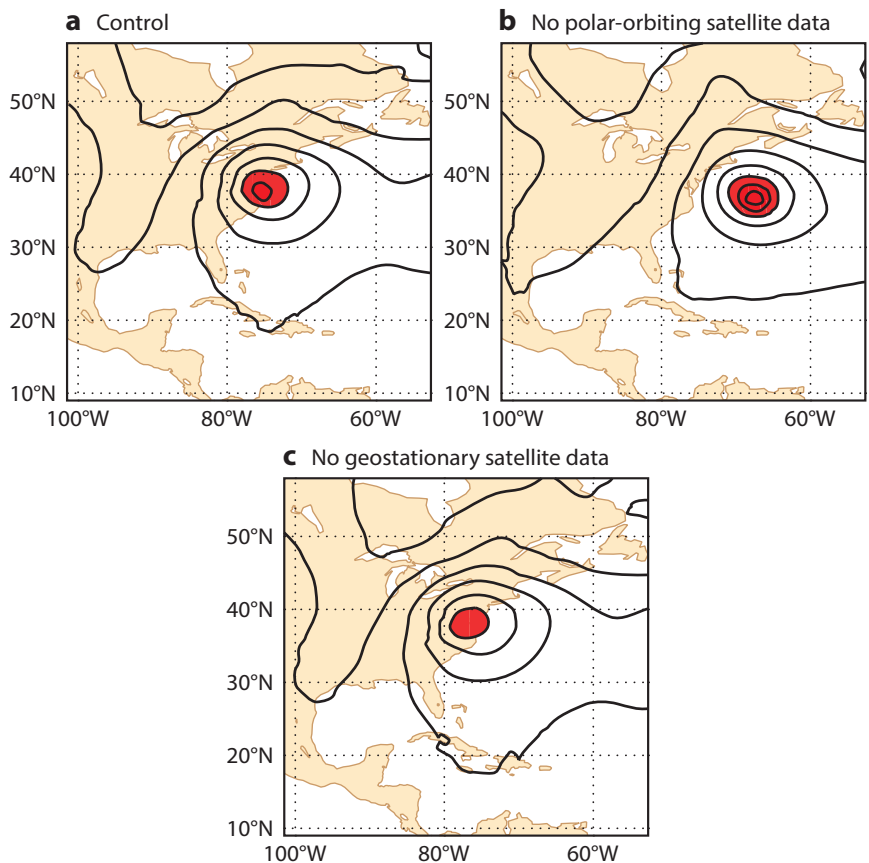 a Control
b No polar-orbiting satellite data
50°N
40°N
30°N
20°N
10°N
100°W 80°W 60°W
50°N
40°N
30°N
20°N
10°N
100°W 80°W 60°W
c No geostationary satellite data
50°N
40°N
30°N
20°N
10°N
100°W 80°W 60°W